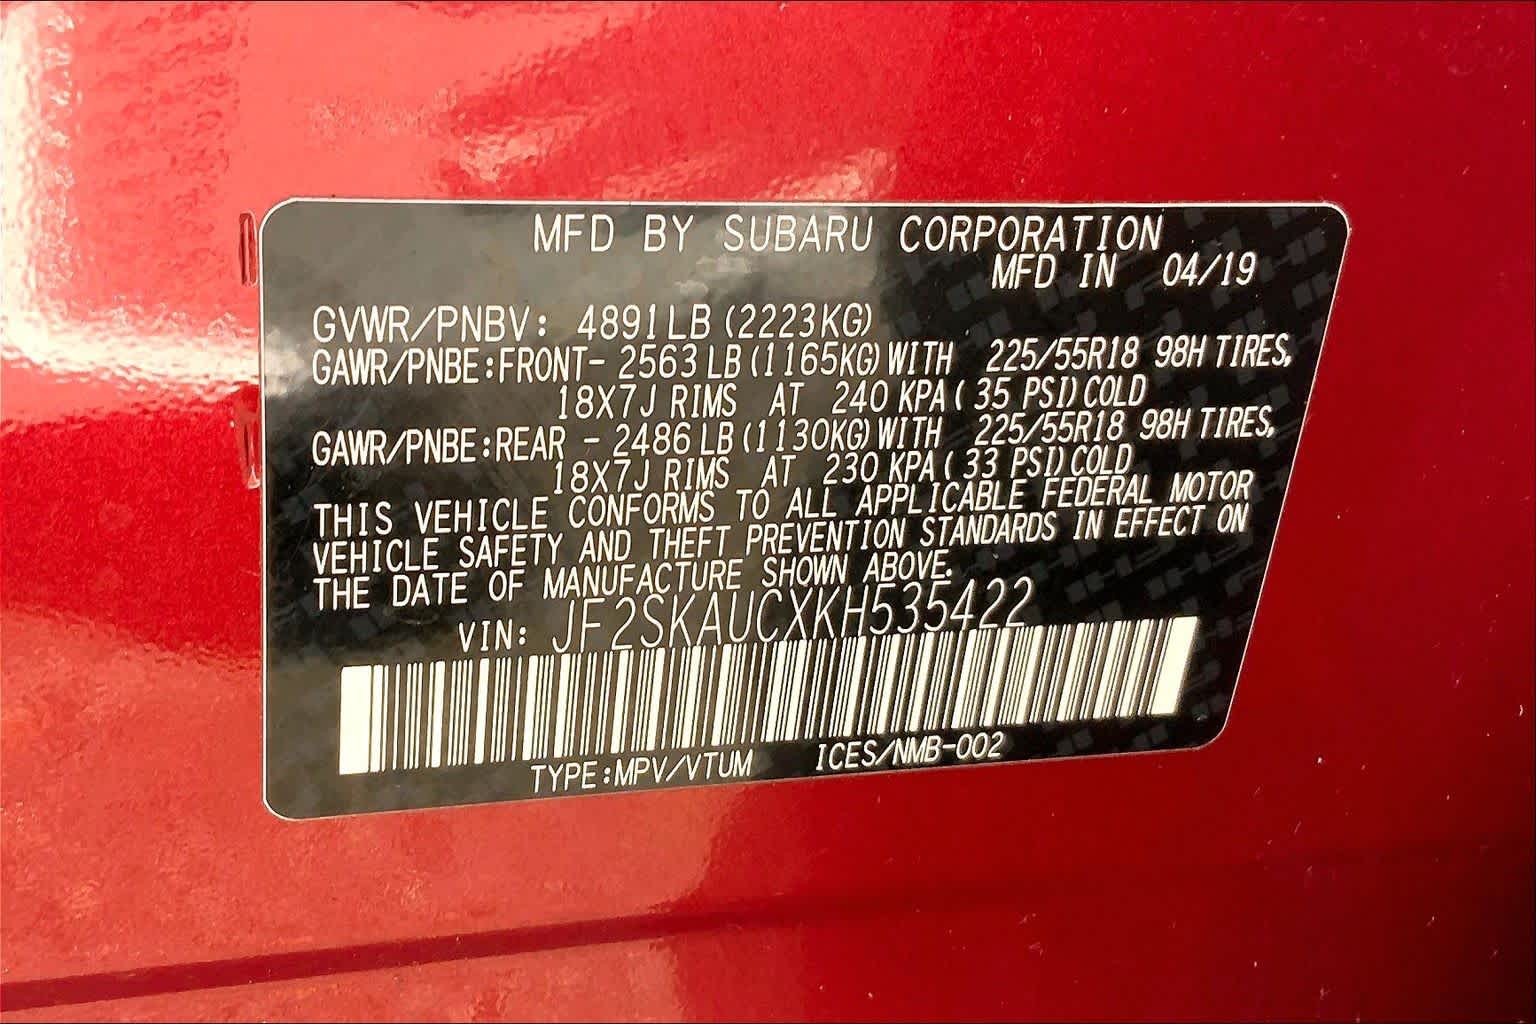 MFD BY SUBARU CORPORATION
MFD IN 04/19
GVWR/PNBV: 4891LB (2223KG)
GAWR/PNBE:FRONT- 2563 LB (1165KG) WITH 225/55R18 98H TIRES,
18X7J RIMS AT 240 KPA ( 35 PSI) COLD
GAWR/PNBE:REAR - 2486 LB (1130KG) WITH 225/55R18 98H TIRES,
18X7J RIMS AT 230 KPA ( 33 PSI) COLD
THIS VEHICLE CONFORMS TO ALL APPLICABLE FEDERAL MOTOR
VEHICLE SAFETY AND THEFT PREVENTION STANDARDS IN EFFECT ON
THE DATE OF MANUFACTURE SHOWN ABOVE.
VIN: JF2SKAUCXKH535422
TYPE:MPV/VTUM ICES/NMB-002